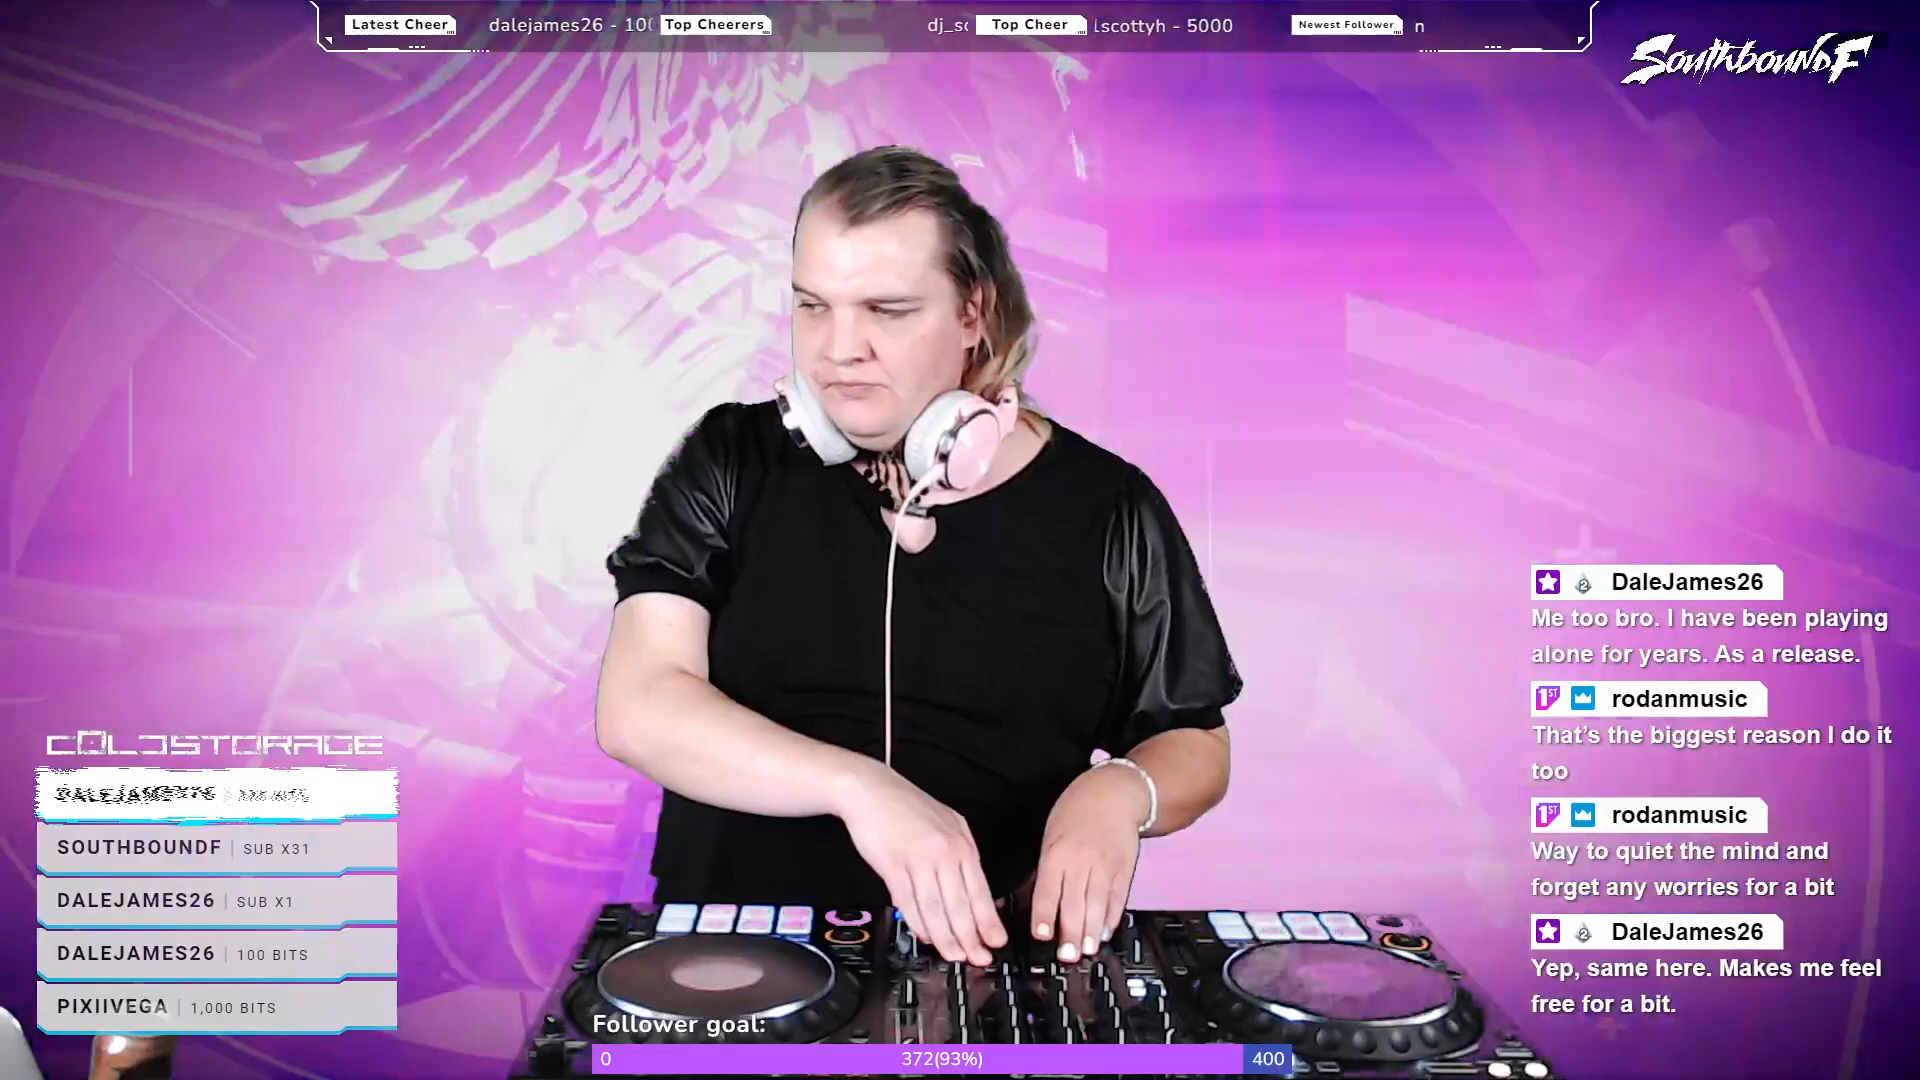 Latest Cheer
dalejames26 - 10
Top Cheerers
dj_s
Top Cheer
lscottyh - 5000
Newest Follower
n
SouthboundF
DaleJames26
Me too bro. I have been playing
alone for years. As a release.
rodanmusic
That's the biggest reason I do it
too
rodanmusic
Way to quiet the mind and
forget any worries for a bit
DaleJames26
Yep, same here. Makes me feel
free for a bit.
COLDSTORAGE
SOUTHBOUNDF | SUB X31
DALEJAMES26 | SUB X1
DALEJAMES26 | 100 BITS
PIXIIVEGA | 1,000 BITS
Follower goal:
0 372(93%) 400